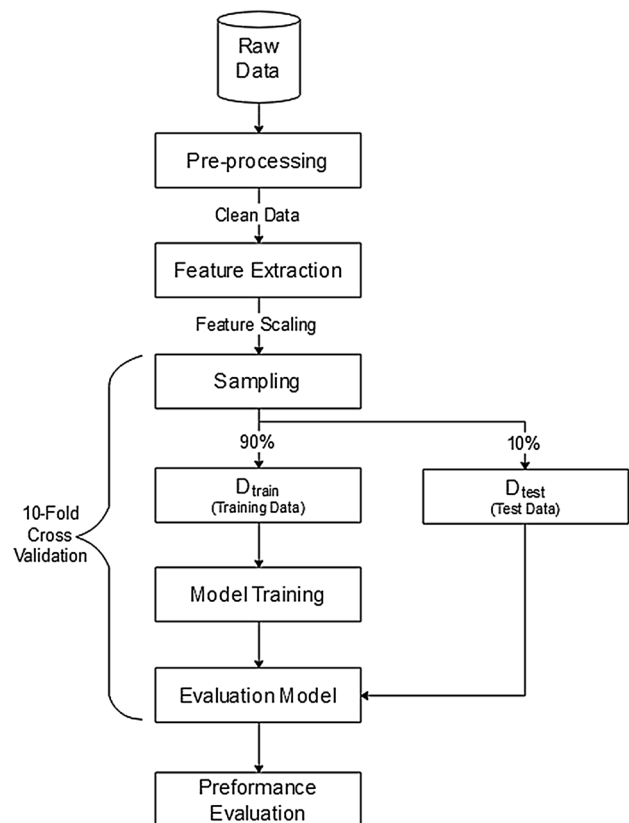 Raw
Data
Pre-processing
Clean Data
Feature Extraction
Feature Scaling
Sampling
90%
10%
Dtrain
(Training Data)
Dtest
(Test Data)
10-Fold
Cross
Validation
Model Training
Evaluation Model
Preformance
Evaluation